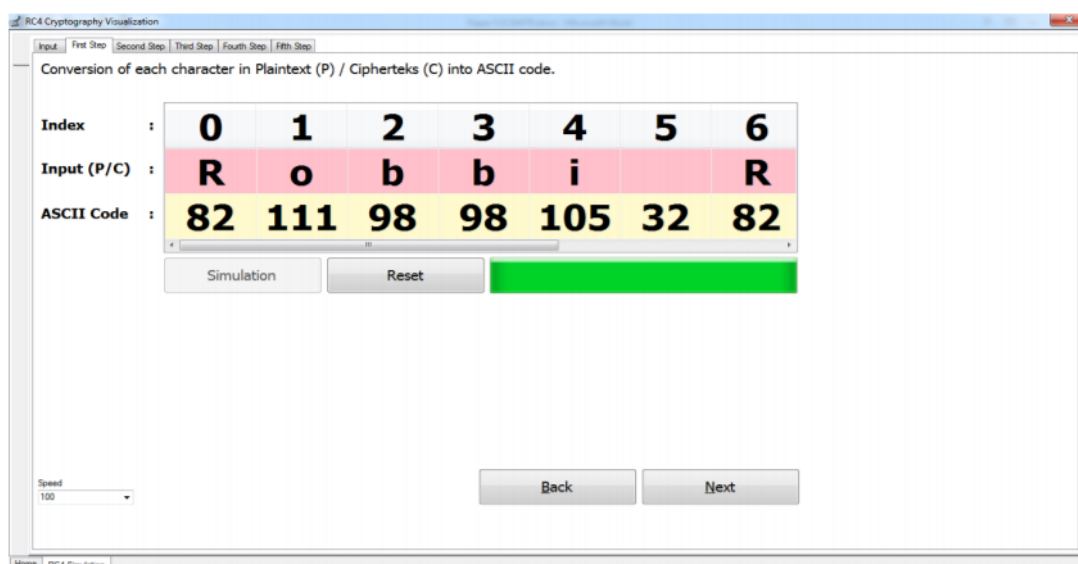 RC4 Cryptography Visualization
Input First Step Second Step Third Step Fourth Step Fifth Step
Conversion of each character in Plaintext (P) / Cipherteks (C) into ASCII code.
Index : 0 1 2 3 4 5 6
Input (P/C) : R o b b i R
ASCII Code : 82 111 98 98 105 32 82
Simulation Reset
Speed
100
Back Next
Home RC4 Simulation